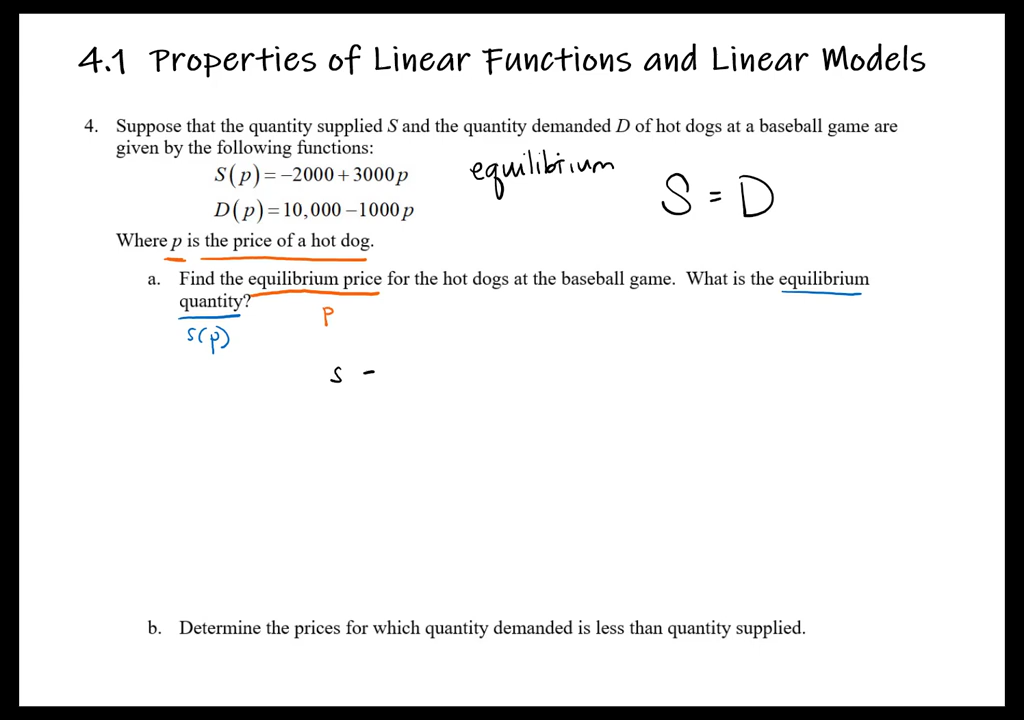 4.1 Properties of Linear Functions and Linear Models
4. Suppose that the quantity supplied S and the quantity demanded D of hot dogs at a baseball game are
given by the following functions:
S(p) = −2000 + 3000p
equilibrium
S = D
D(p) = 10,000 − 1000p
Where p is the price of a hot dog.
a. Find the equilibrium price for the hot dogs at the baseball game. What is the equilibrium
quantity?
P
S(p)
S -
b. Determine the prices for which quantity demanded is less than quantity supplied.